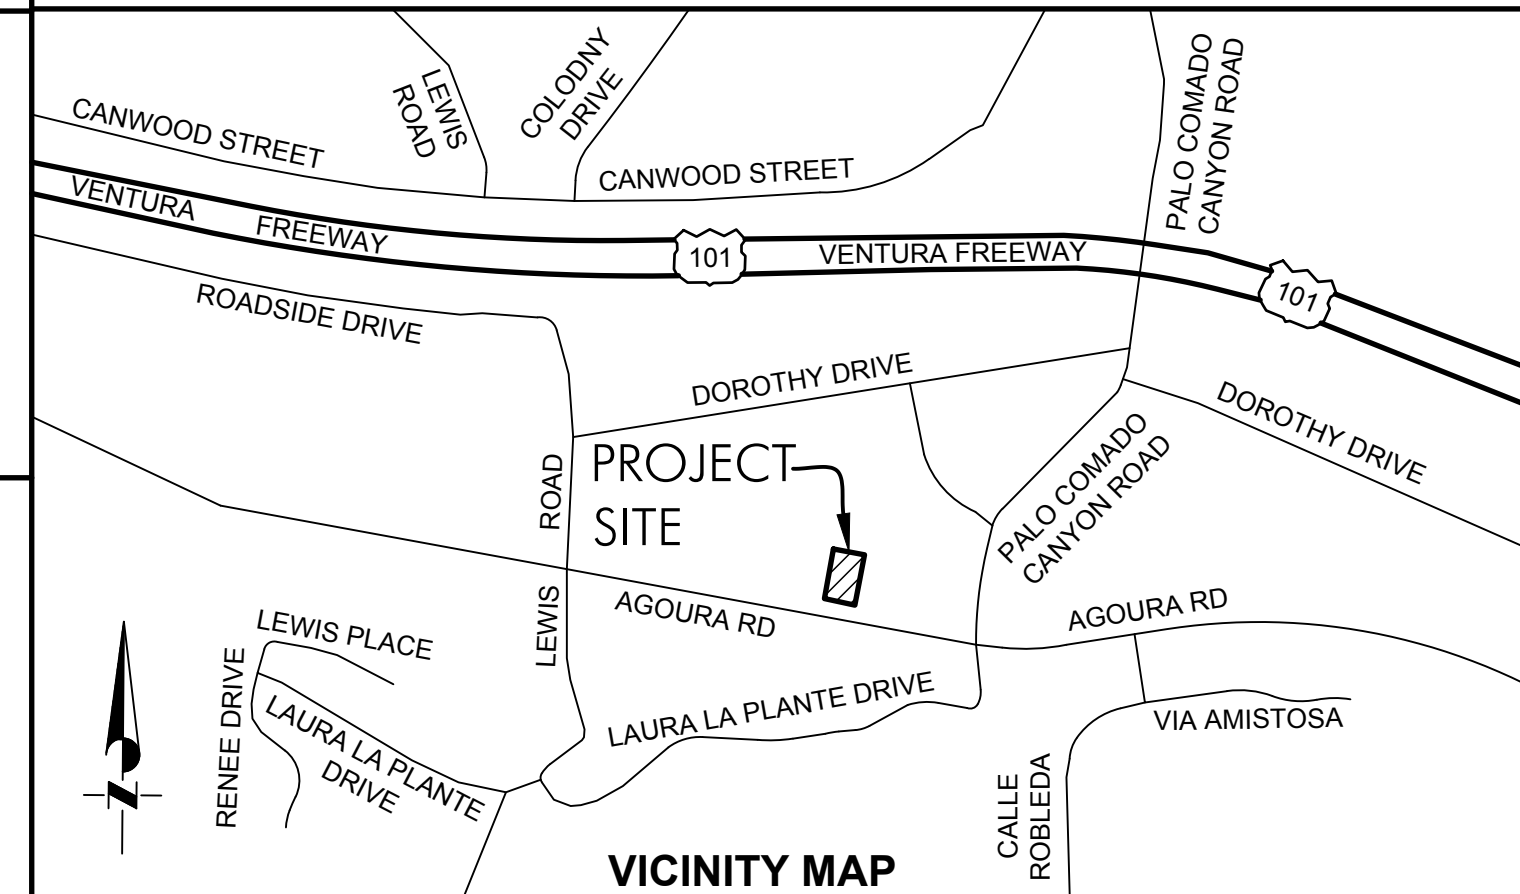 LEWIS
ROAD
COLODNY
DRIVE
PALO COMADO
CANYON ROAD
CANWOOD STREET
CANWOOD STREET
VENTURA FREEWAY
101
VENTURA FREEWAY
101
ROADSIDE DRIVE
DOROTHY DRIVE
DOROTHY DRIVE
PROJECT
SITE
ROAD
PALO COMADO
CANYON ROAD
LEWIS
AGOURA RD
AGOURA RD
LEWIS PLACE
RENEE DRIVE
LAURA LA PLANTE
DRIVE
LAURA LA PLANTE DRIVE
VIA AMISTOSA
CALLE
ROBLEDA
N
VICINITY MAP